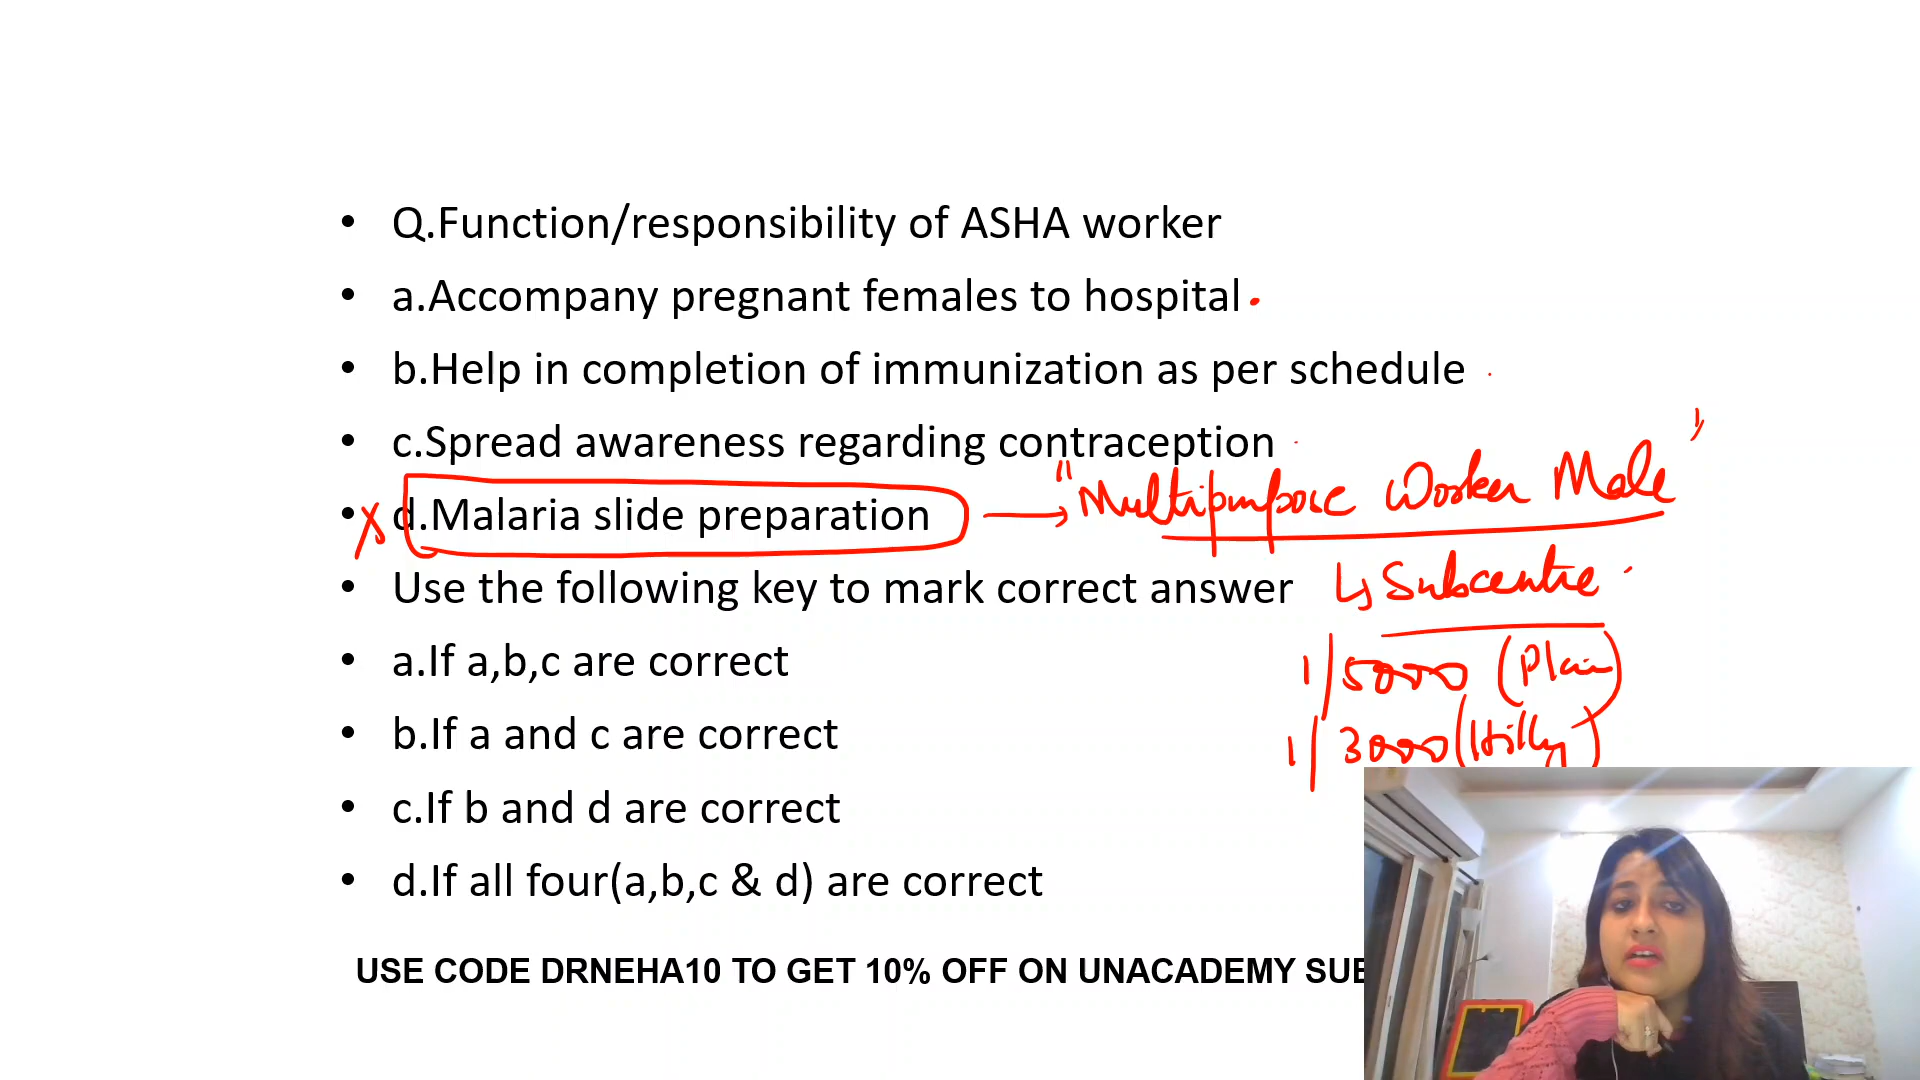 • Q.Function/responsibility of ASHA worker
• a.Accompany pregnant females to hospital
• b.Help in completion of immunization as per schedule
• c.Spread awareness regarding contraception
• X d.Malaria slide preparation → "Multipurpose Worker Male"
• Use the following key to mark correct answer ↳ Subcentre
• a.If a,b,c are correct 1/5000 (Plain)
• b.If a and c are correct 1/3000 (Hilly)
• c.If b and d are correct
• d.If all four(a,b,c & d) are correct
USE CODE DRNEHA10 TO GET 10% OFF ON UNACADEMY